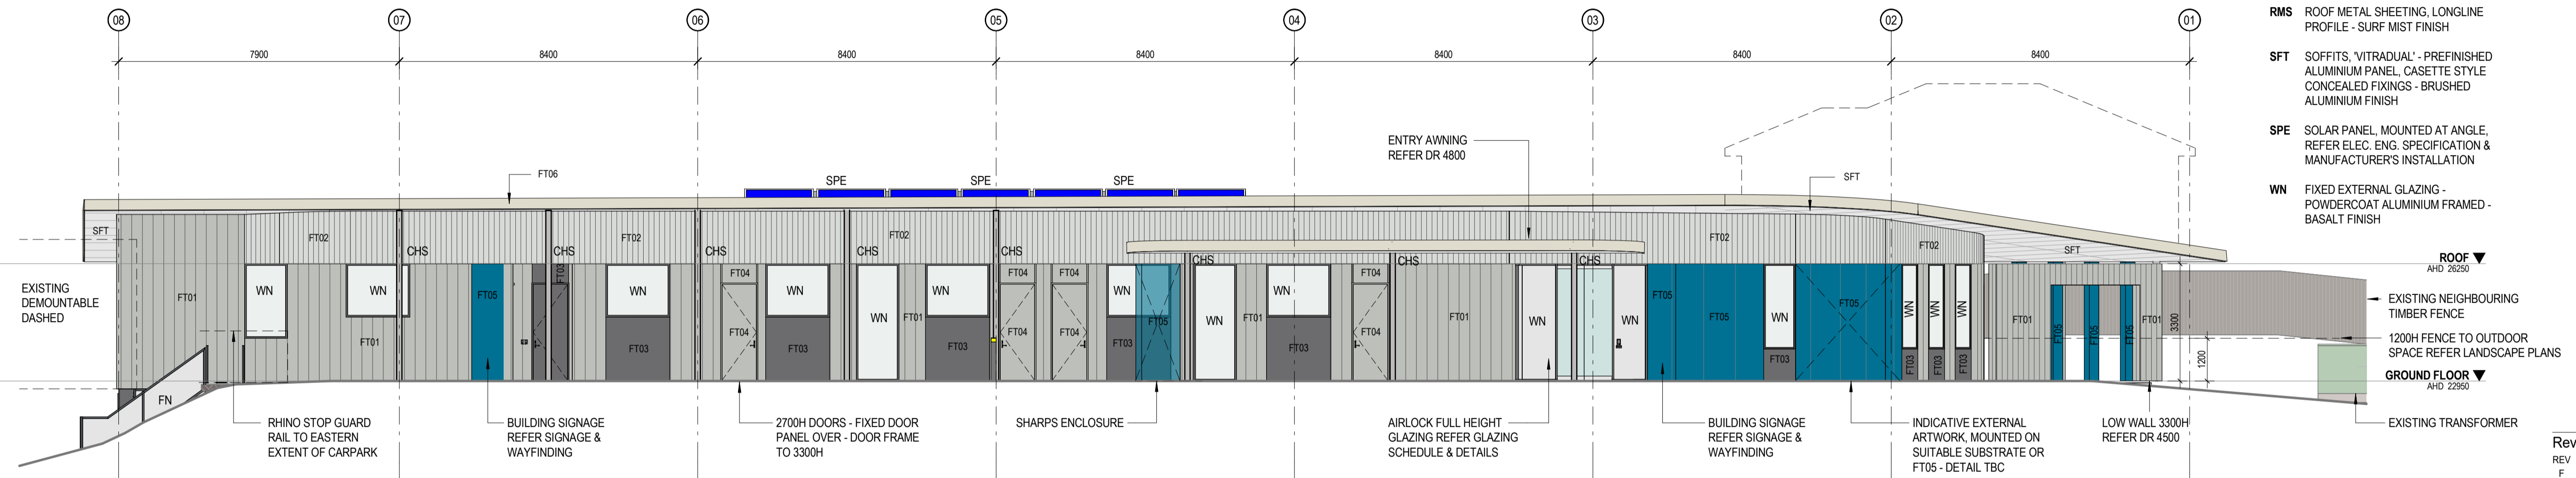 08 07 06 05 04 03 02 01
7900 8400 8400 8400 8400 8400 8400
RMS ROOF METAL SHEETING, LONGLINE
PROFILE - SURF MIST FINISH
SFT SOFFITS, 'VITRADUAL' - PREFINISHED
ALUMINIUM PANEL, CASETTE STYLE
CONCEALED FIXINGS - BRUSHED
ALUMINIUM FINISH
SPE SOLAR PANEL, MOUNTED AT ANGLE,
REFER ELEC. ENG. SPECIFICATION &
MANUFACTURER'S INSTALLATION
WN FIXED EXTERNAL GLAZING -
POWDERCOAT ALUMINIUM FRAMED -
BASALT FINISH
ENTRY AWNING
REFER DR 4800
FT06
SPE SPE SPE
SFT
SFT
FT02 FT02 FT02 FT02 FT02
CHS CHS CHS CHS CHS CHS CHS
SFT
ROOF
AHD 26250
EXISTING
DEMOUNTABLE
DASHED
FT01 WN WN FT01 FT05 FT03 WN FT03
FT04 FT04 WN FT03 WN FT01 WN FT03
FT04 FT04 FT04 FT04 WN FT03 FT05 WN FT01
WN FT03 FT04 FT04 FT01 WN WN
FT05 FT05 WN FT03 FT05
WN WN WN FT03 FT03 FT03
FT01 FT05 FT05 FT05 FT01
3300
1200
EXISTING NEIGHBOURING
TIMBER FENCE
1200H FENCE TO OUTDOOR
SPACE REFER LANDSCAPE PLANS
GROUND FLOOR
AHD 22950
FN
RHINO STOP GUARD
RAIL TO EASTERN
EXTENT OF CARPARK
BUILDING SIGNAGE
REFER SIGNAGE &
WAYFINDING
2700H DOORS - FIXED DOOR
PANEL OVER - DOOR FRAME
TO 3300H
SHARPS ENCLOSURE
AIRLOCK FULL HEIGHT
GLAZING REFER GLAZING
SCHEDULE & DETAILS
BUILDING SIGNAGE
REFER SIGNAGE &
WAYFINDING
INDICATIVE EXTERNAL
ARTWORK, MOUNTED ON
SUITABLE SUBSTRATE OR
FT05 - DETAIL TBC
LOW WALL 3300H
REFER DR 4500
EXISTING TRANSFORMER
Rev
REV
F